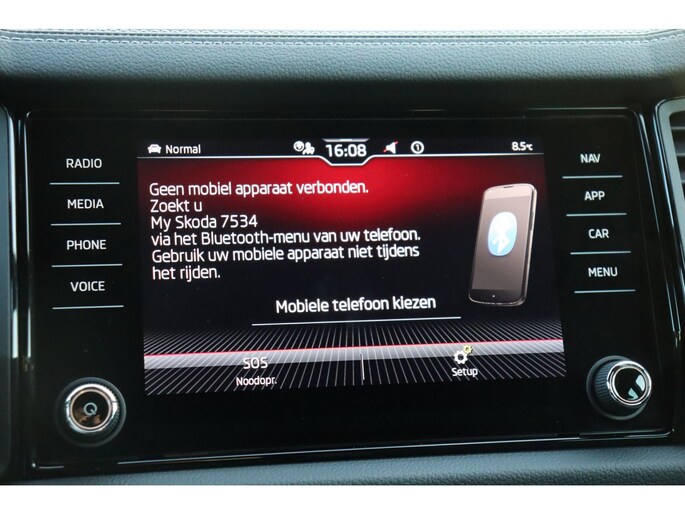 Normal
16:08
1
8.5℃
RADIO
MEDIA
PHONE
VOICE
Geen mobiel apparaat verbonden.
Zoekt u
My Skoda 7534
via het Bluetooth-menu van uw telefoon.
Gebruik uw mobiele apparaat niet tijdens
het rijden.
Mobiele telefoon kiezen
SOS
Noodopr.
Setup
NAV
APP
CAR
MENU